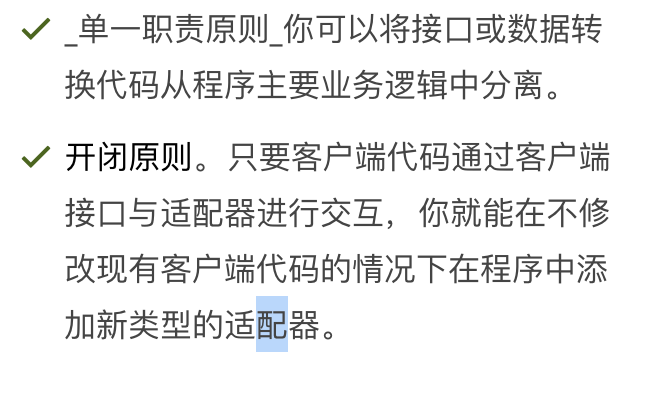 _单一职责原则_你可以将接口或数据转
换代码从程序主要业务逻辑中分离。
开闭原则。只要客户端代码通过客户端
接口与适配器进行交互，你就能在不修
改现有客户端代码的情况下在程序中添
加新类型的适配器。